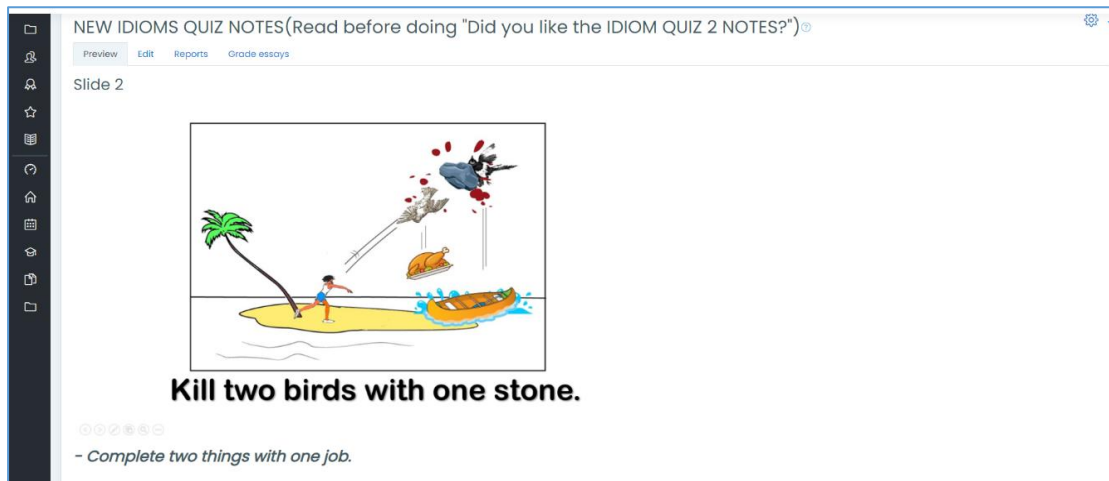 NEW IDIOMS QUIZ NOTES(Read before doing "Did you like the IDIOM QUIZ 2 NOTES?")
Preview Edit Reports Grade essays
Slide 2
Kill two birds with one stone.
- Complete two things with one job.